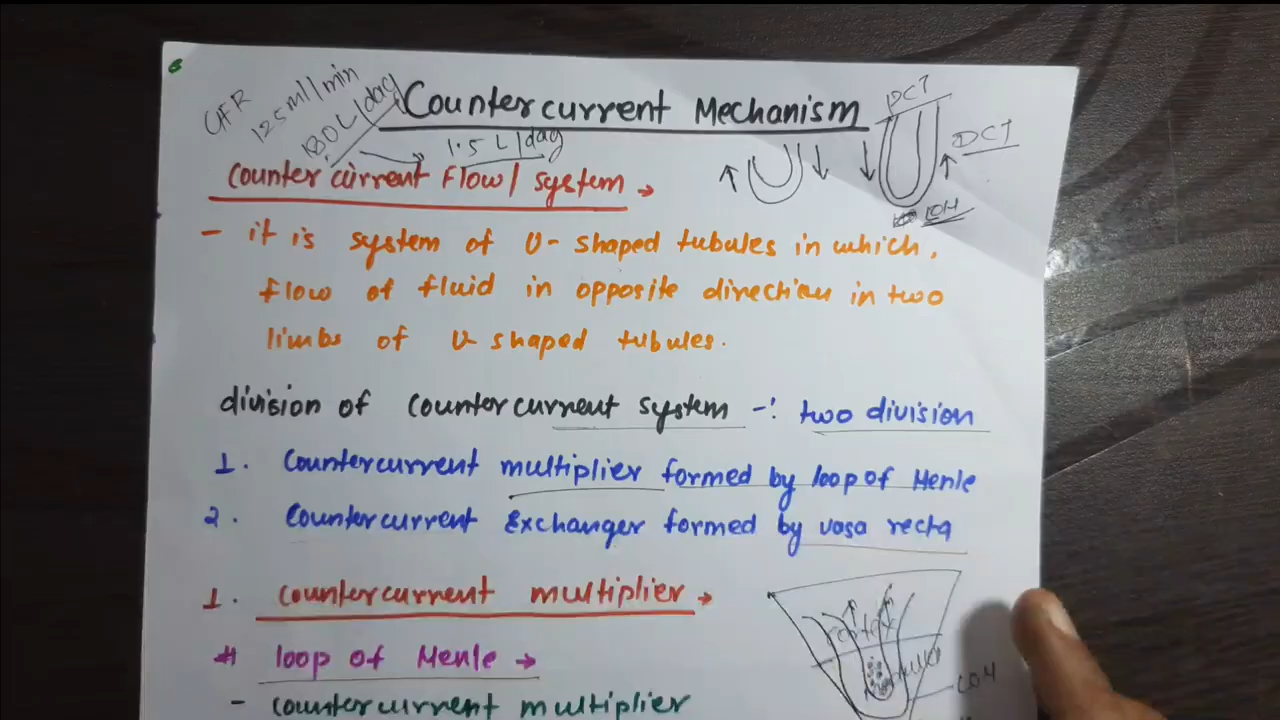 GFR
125 ml/min
180 L/day
1.5 L/day
Countercurrent Mechanism
PCT
DCT
LOH
Counter current Flow/ system →
- it is system of U-shaped tubules in which,
flow of fluid in opposite direction in two
limbs of U-shaped tubules.
division of Countercurrent system -: two division
1. Countercurrent multiplier formed by loop of Henle
2. Countercurrent Exchanger formed by vasa recta
1. countercurrent multiplier →
# loop of Henle →
- countercurrent multiplier
cortex
LOH